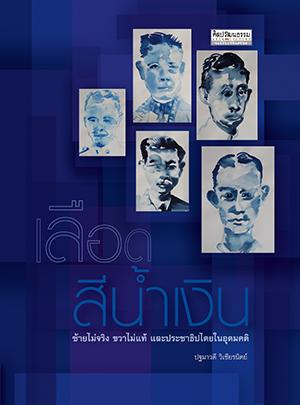 ศิลปวัฒนธรรม
เลือด
สีน้ำเงิน
ซ้ายไม่จริง ขวาไม่แท้ และประชาธิปไตยในอุดมคติ
ปฐมาวดี วิเชียรนิตย์